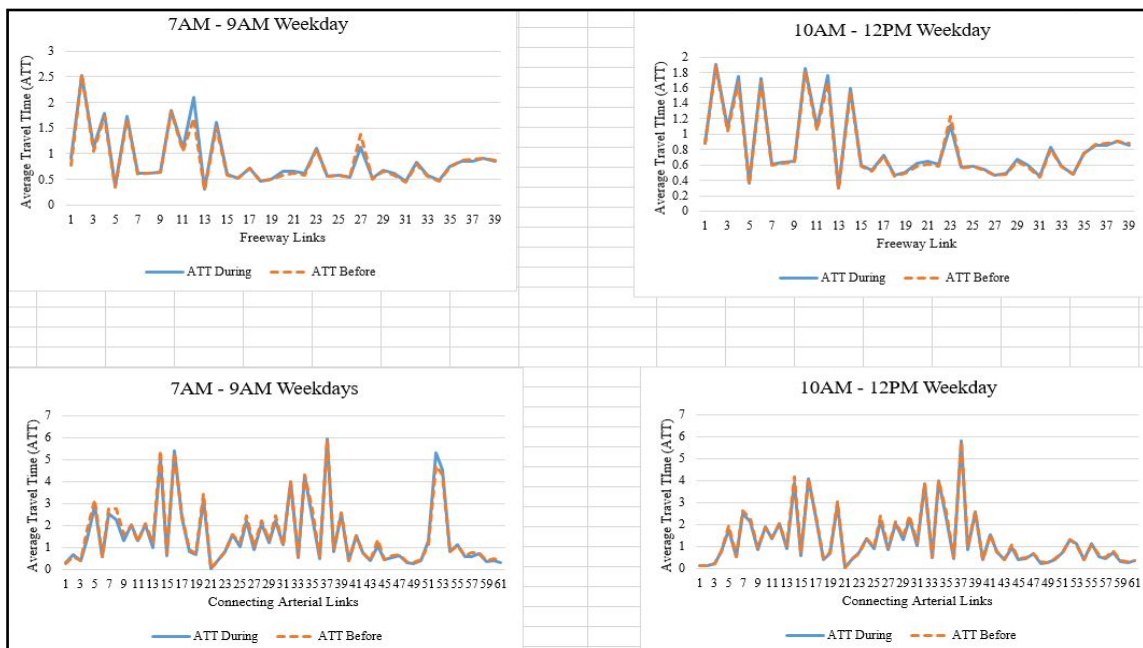 7AM - 9AM Weekday
Average Travel TIme (ATT)
3
2.5
2
1.5
1
0.5
0
1 3 5 7 9 11 13 15 17 19 21 23 25 27 29 31 33 35 37 39
Freeway Links
ATT During ATT Before
10AM - 12PM Weekday
Average Travel Time (ATT)
2
1.8
1.6
1.4
1.2
1
0.8
0.6
0.4
0.2
0
1 3 5 7 9 11 13 15 17 19 21 23 25 27 29 31 33 35 37 39
Freeway Link
ATT During ATT Before
7AM - 9AM Weekdays
Average Travel TIme (ATT)
7
6
5
4
3
2
1
0
1 3 5 7 9 11 13 15 17 19 21 23 25 27 29 31 33 35 37 39 41 43 45 47 49 51 53 55 57 59 61
Connecting Arterial Links
ATT During ATT Before
10AM - 12PM Weekday
Average Travel Time (ATT)
7
6
5
4
3
2
1
0
1 3 5 7 9 11 13 15 17 19 21 23 25 27 29 31 33 35 37 39 41 43 45 47 49 51 53 55 57 59 61
Connecting Arterial Links
ATT During ATT Before